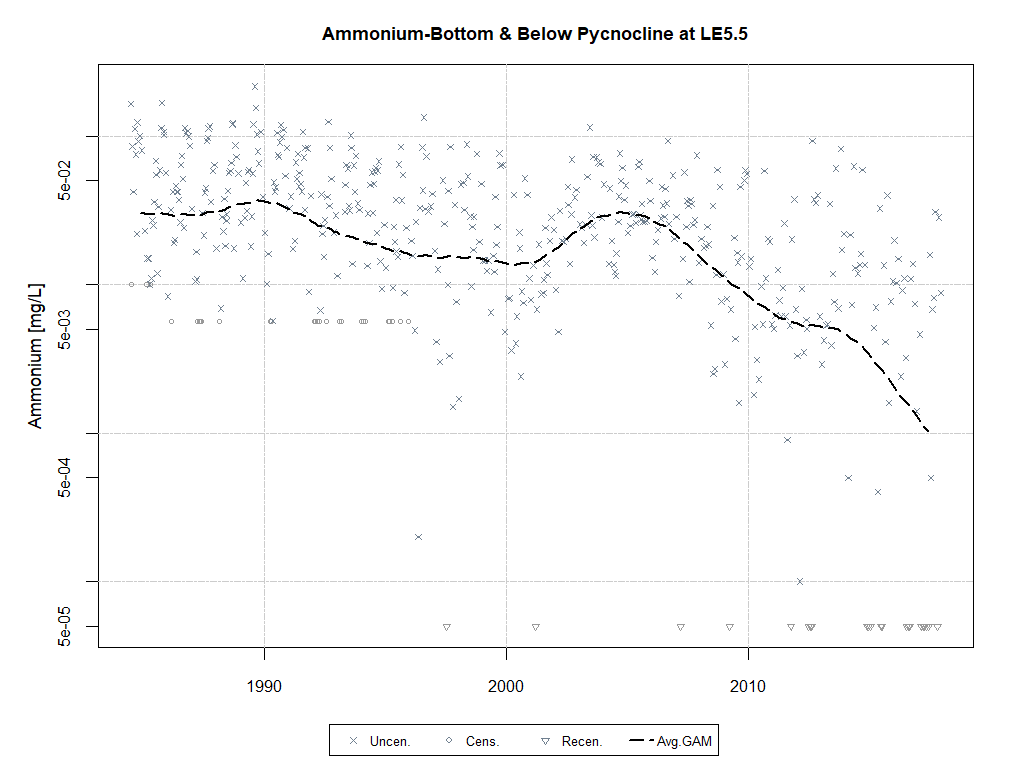 Ammonium-Bottom & Below Pycnocline at LE5.5
Ammonium [mg/L]
5e-02
5e-03
5e-04
5e-05
1990
2000
2010
Uncen.
Cens.
Recen.
Avg.GAM